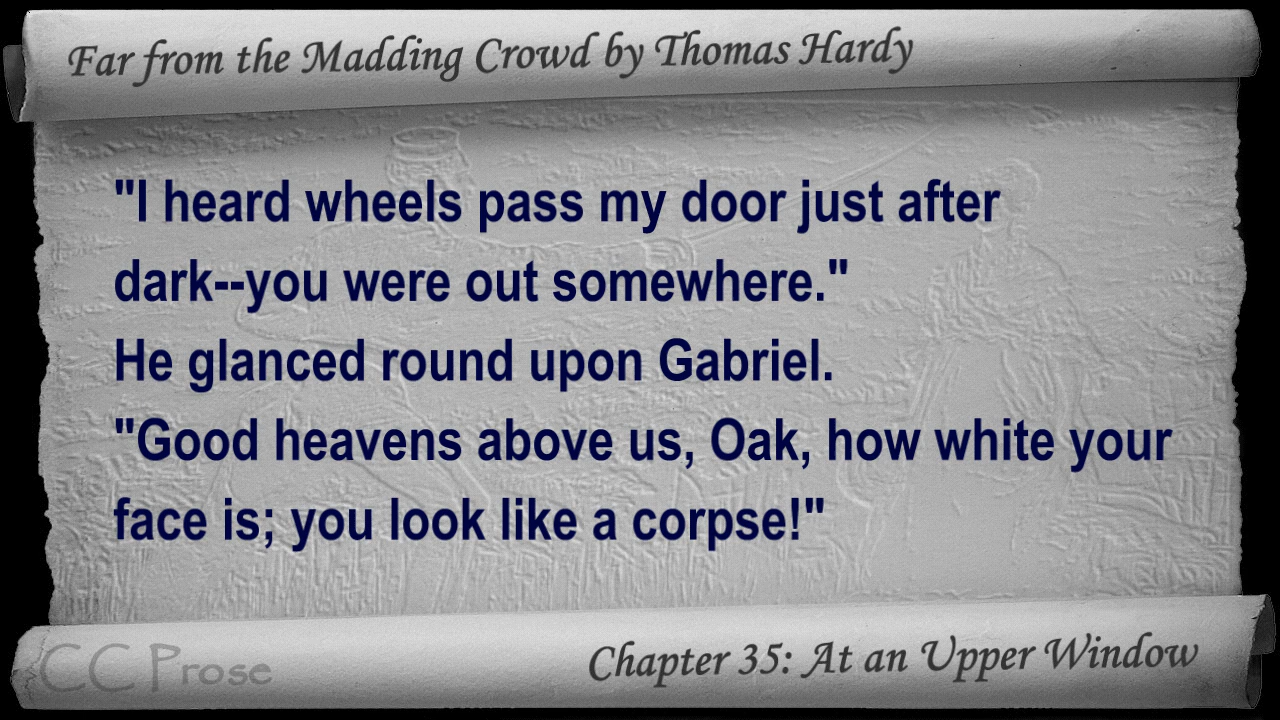 Far from the Madding Crowd by Thomas Hardy
"I heard wheels pass my door just after
dark--you were out somewhere."
He glanced round upon Gabriel.
"Good heavens above us, Oak, how white your
face is; you look like a corpse!"
CC Prose
Chapter 35: At an Upper Window